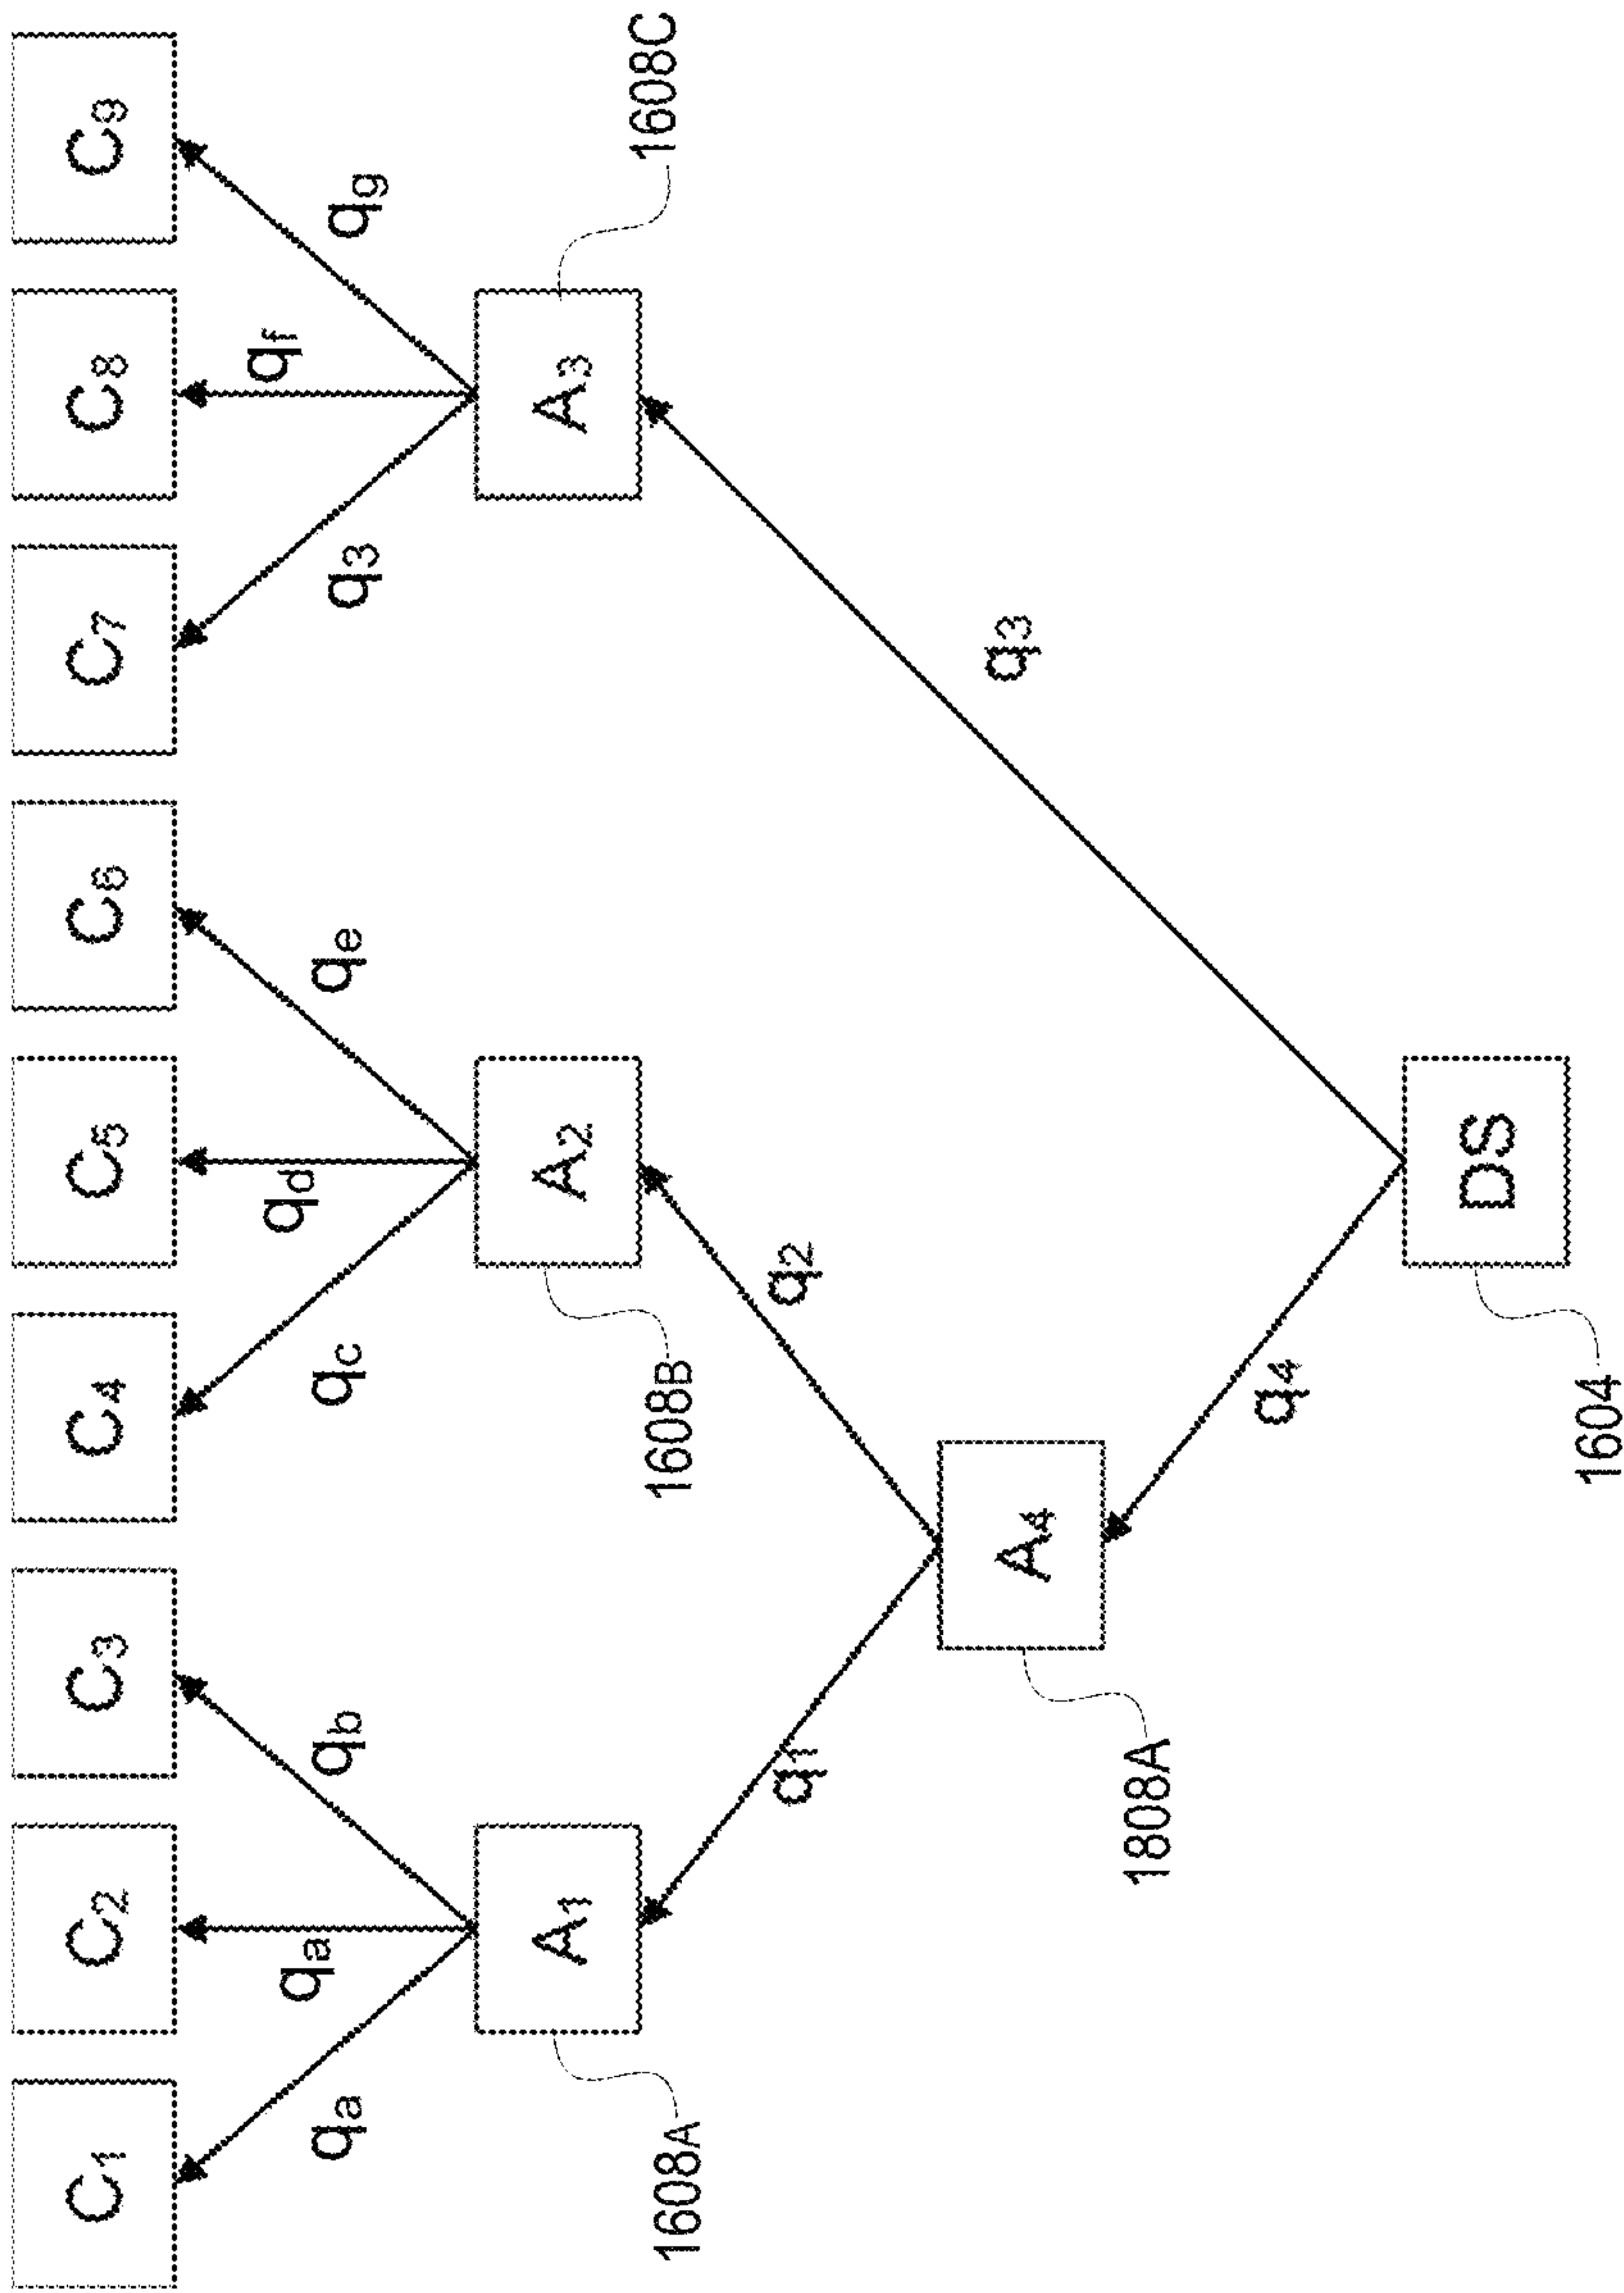 C1
C2
C3
C4
C5
C6
C7
C8
C9
qa
qa
qb
qc
qd
qe
q3
qf
qg
A1
A2
A3
1608A
1608B
1608C
q1
q2
q3
A4
1808A
q4
DS
1604